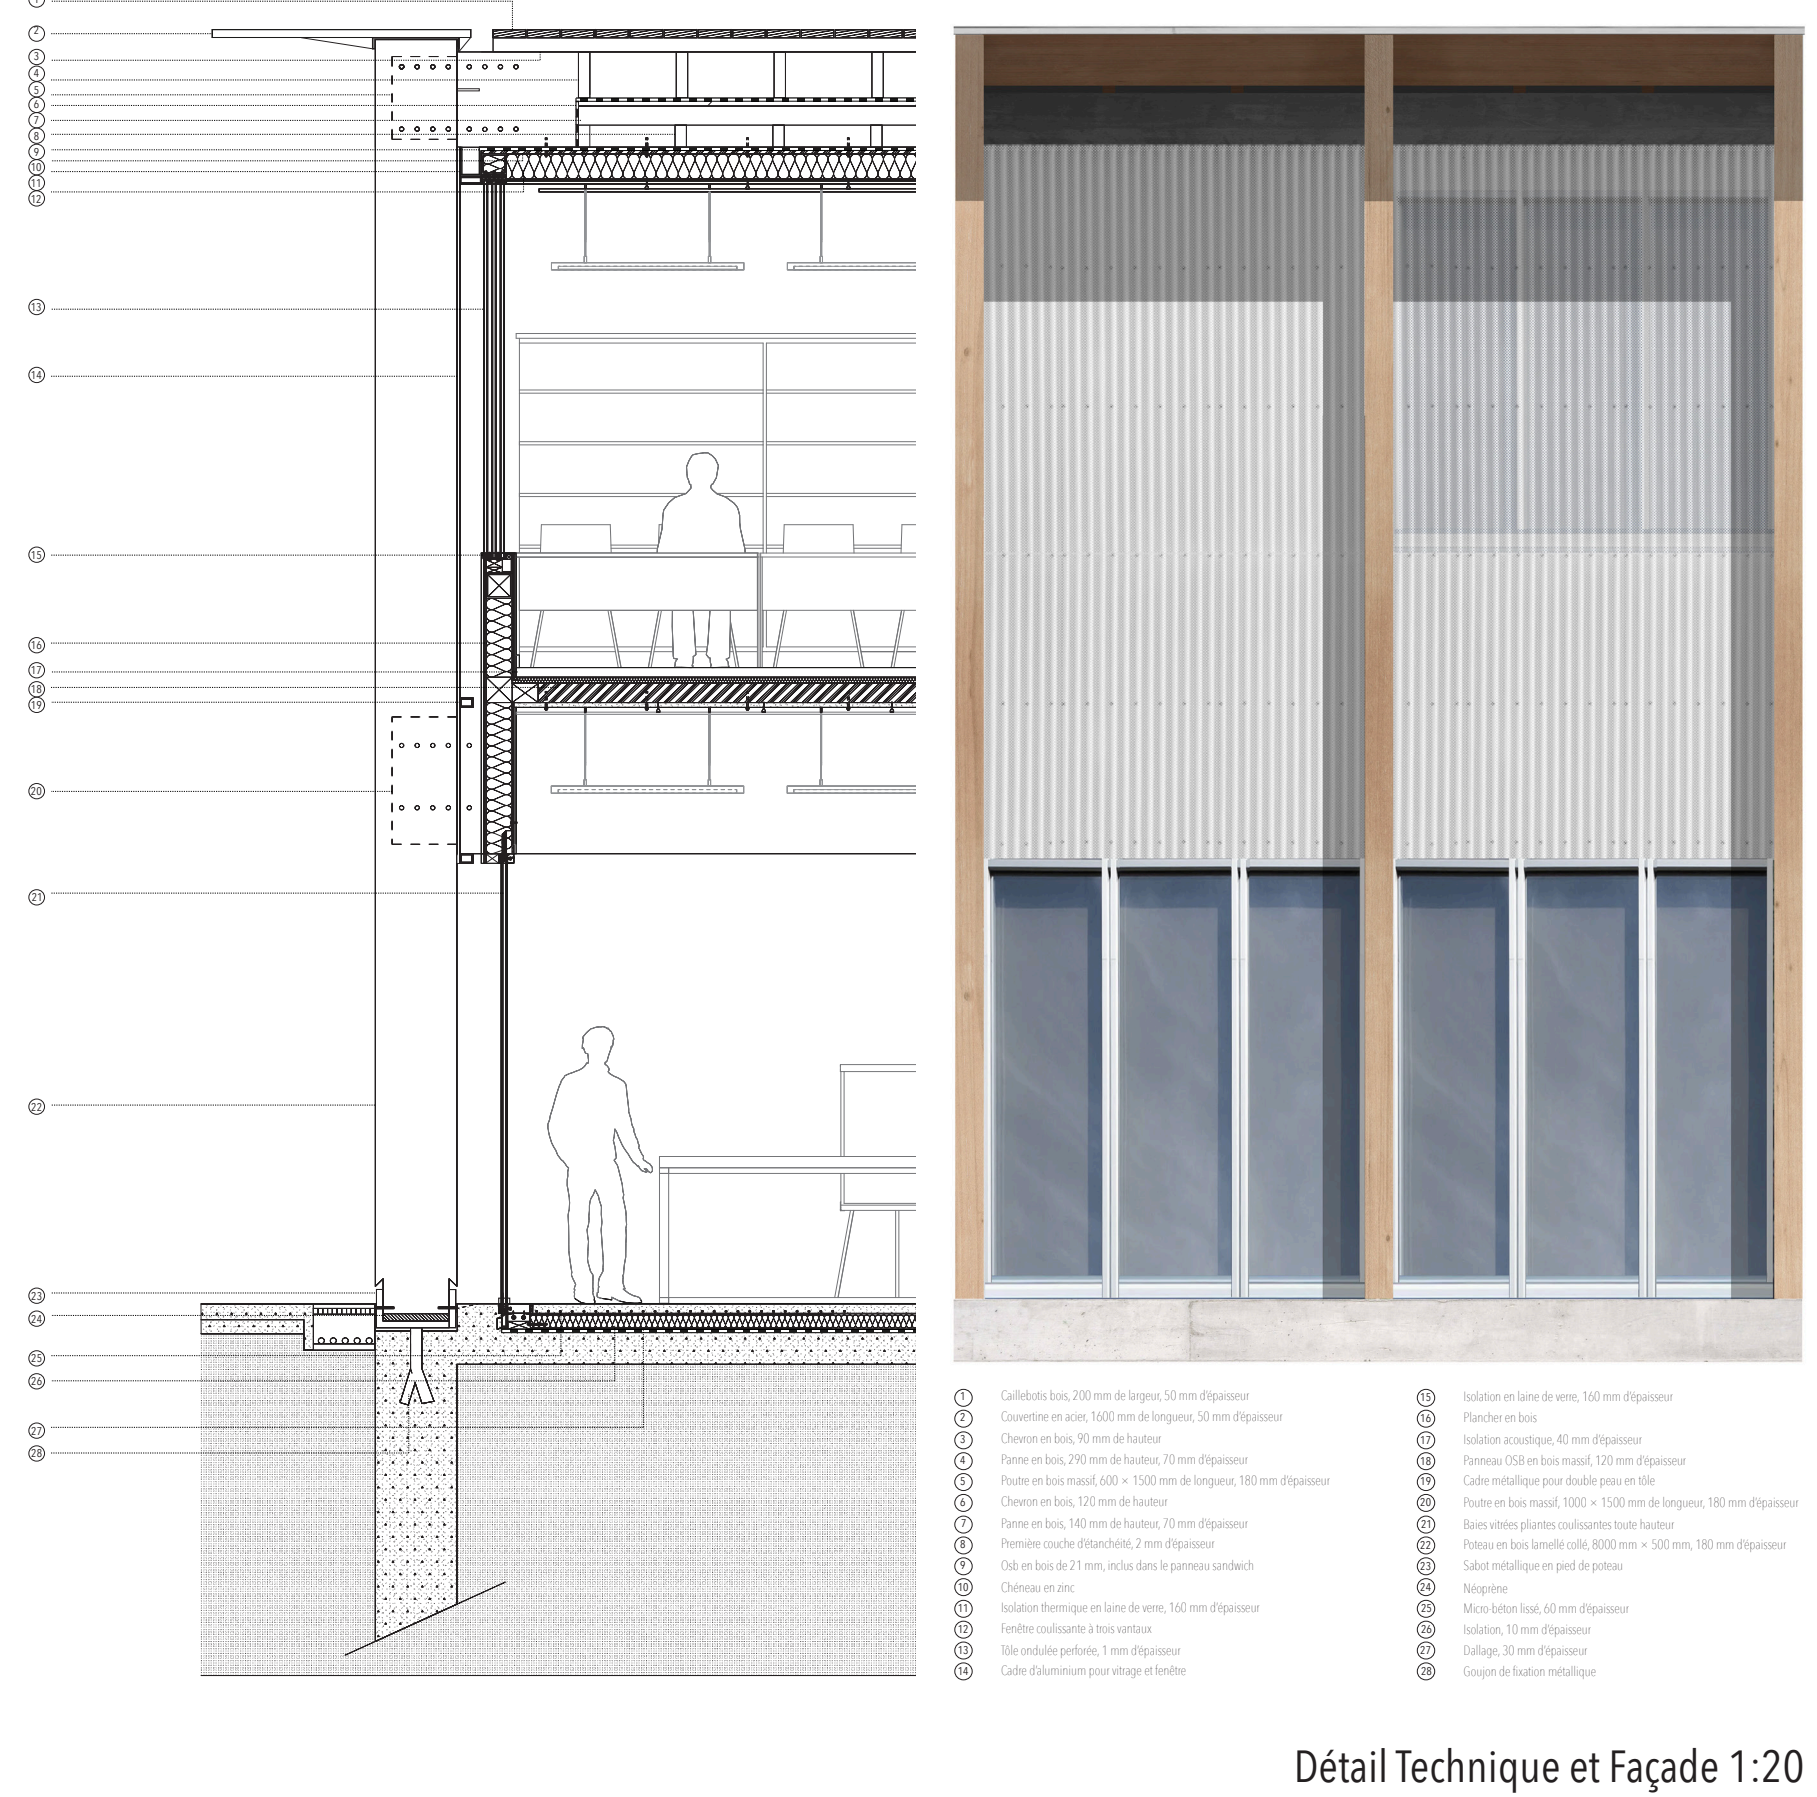 1
2
3
4
5
6
7
8
9
10
11
12
13
14
15
16
17
18
19
20
21
22
23
24
25
26
27
28
1 Caillebotis bois, 200 mm de largeur, 50 mm d'épaisseur
2 Couvertine en acier, 1600 mm de longueur, 50 mm d'épaisseur
3 Chevron en bois, 90 mm de hauteur
4 Panne en bois, 290 mm de hauteur, 70 mm d'épaisseur
5 Poutre en bois massif, 600 × 1500 mm de longueur, 180 mm d'épaisseur
6 Chevron en bois, 120 mm de hauteur
7 Panne en bois, 140 mm de hauteur, 70 mm d'épaisseur
8 Première couche d'étanchéité, 2 mm d'épaisseur
9 Osb en bois de 21 mm, inclus dans le panneau sandwich
10 Chéneau en zinc
11 Isolation thermique en laine de verre, 160 mm d'épaisseur
12 Fenêtre coulissante à trois vantaux
13 Tôle ondulée perforée, 1 mm d'épaisseur
14 Cadre d'aluminium pour vitrage et fenêtre
15 Isolation en laine de verre, 160 mm d'épaisseur
16 Plancher en bois
17 Isolation acoustique, 40 mm d'épaisseur
18 Panneau OSB en bois massif, 120 mm d'épaisseur
19 Cadre métallique pour double peau en tôle
20 Poutre en bois massif, 1000 × 1500 mm de longueur, 180 mm d'épaisseur
21 Baies vitrées pliantes coulissantes toute hauteur
22 Poteau en bois lamellé collé, 8000 mm × 500 mm, 180 mm d'épaisseur
23 Sabot métallique en pied de poteau
24 Néoprène
25 Micro-béton lissé, 60 mm d'épaisseur
26 Isolation, 10 mm d'épaisseur
27 Dallage, 30 mm d'épaisseur
28 Goujon de fixation métallique
Détail Technique et Façade 1:20